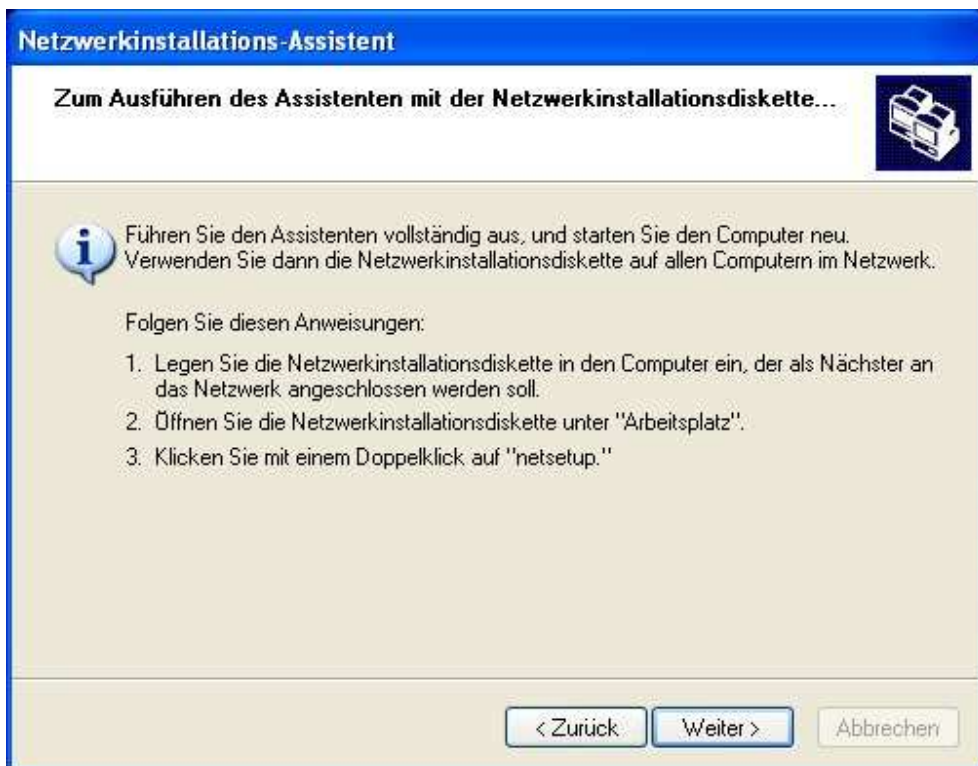 Netzwerkinstallations-Assistent
Zum Ausführen des Assistenten mit der Netzwerkinstallationsdiskette...
Führen Sie den Assistenten vollständig aus, und starten Sie den Computer neu.
Verwenden Sie dann die Netzwerkinstallationsdiskette auf allen Computern im Netzwerk.
Folgen Sie diesen Anweisungen:
1. Legen Sie die Netzwerkinstallationsdiskette in den Computer ein, der als Nächster an
das Netzwerk angeschlossen werden soll.
2. Öffnen Sie die Netzwerkinstallationsdiskette unter "Arbeitsplatz".
3. Klicken Sie mit einem Doppelklick auf "netsetup."
< Zurück Weiter > Abbrechen